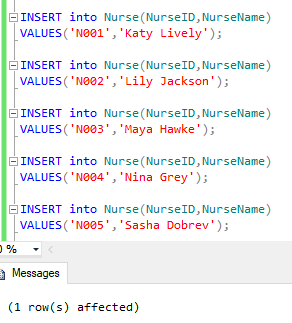 INSERT into Nurse(NurseID,NurseName)
VALUES('N001','Katy Lively');
INSERT into Nurse(NurseID,NurseName)
VALUES('N002','Lily Jackson');
INSERT into Nurse(NurseID,NurseName)
VALUES('N003','Maya Hawke');
INSERT into Nurse(NurseID,NurseName)
VALUES('N004','Nina Grey');
INSERT into Nurse(NurseID,NurseName)
VALUES('N005','Sasha Dobrev');
0 %
Messages
(1 row(s) affected)